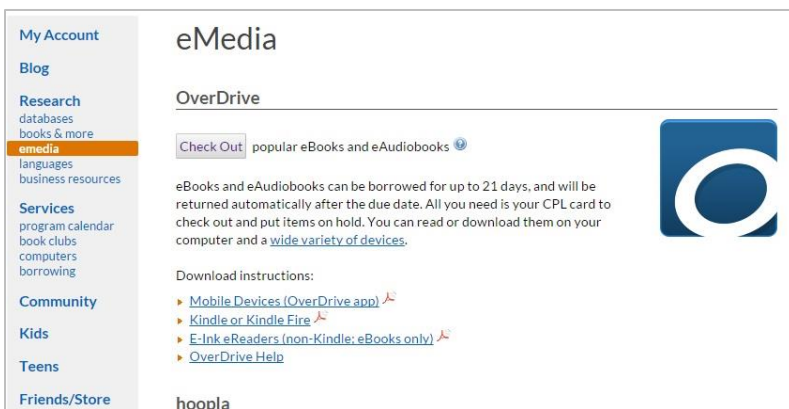 My Account
Blog
Research
databases
books & more
emedia
languages
business resources
Services
program calendar
book clubs
computers
borrowing
Community
Kids
Teens
Friends/Store
eMedia
OverDrive
Check Out popular eBooks and eAudiobooks ?
eBooks and eAudiobooks can be borrowed for up to 21 days, and will be
returned automatically after the due date. All you need is your CPL card to
check out and put items on hold. You can read or download them on your
computer and a wide variety of devices.
Download instructions:
Mobile Devices (OverDrive app)
Kindle or Kindle Fire
E-Ink eReaders (non-Kindle; eBooks only)
OverDrive Help
hoopla